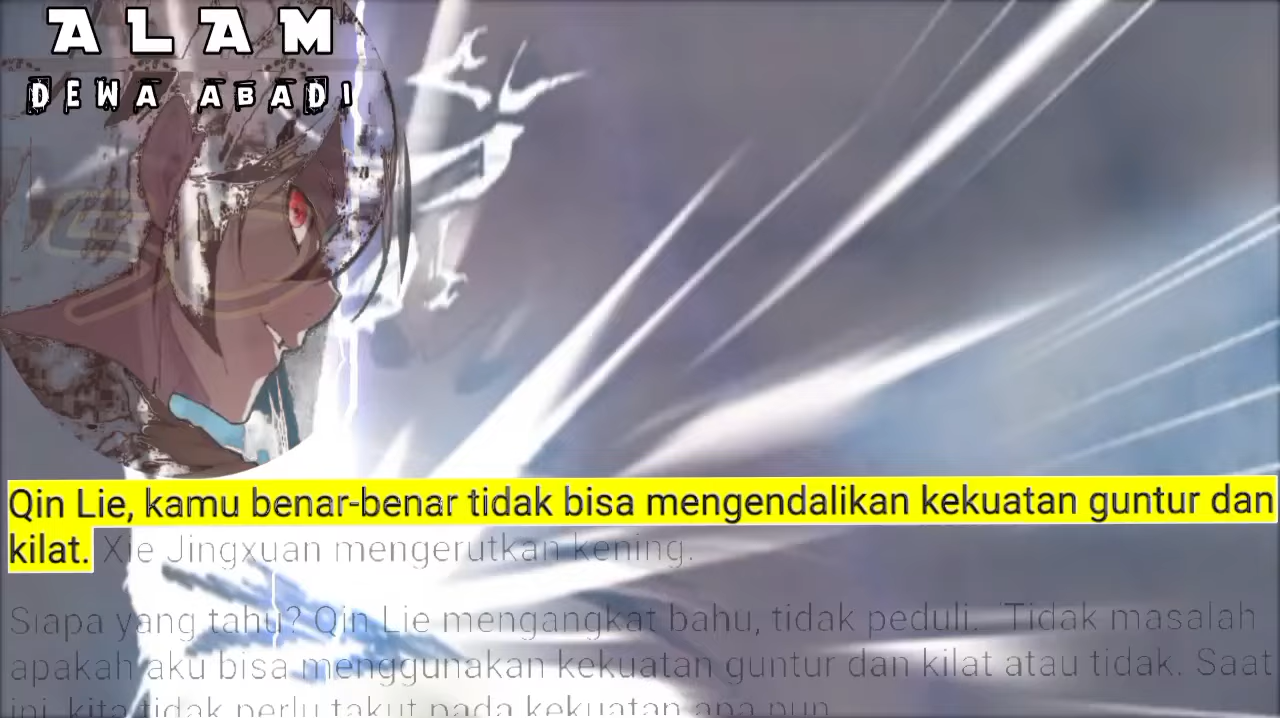 ALAM
DEWA ABADI
Qin Lie, kamu benar-benar tidak bisa mengendalikan kekuatan guntur dan
kilat. Xie Jingxuan mengerutkan kening.
Siapa yang tahu? Qin Lie mengangkat bahu, tidak peduli. Tidak masalah
apakah aku bisa menggunakan kekuatan guntur dan kilat atau tidak. Saat
ini, kita tidak perlu takut pada kekuatan apa pun.